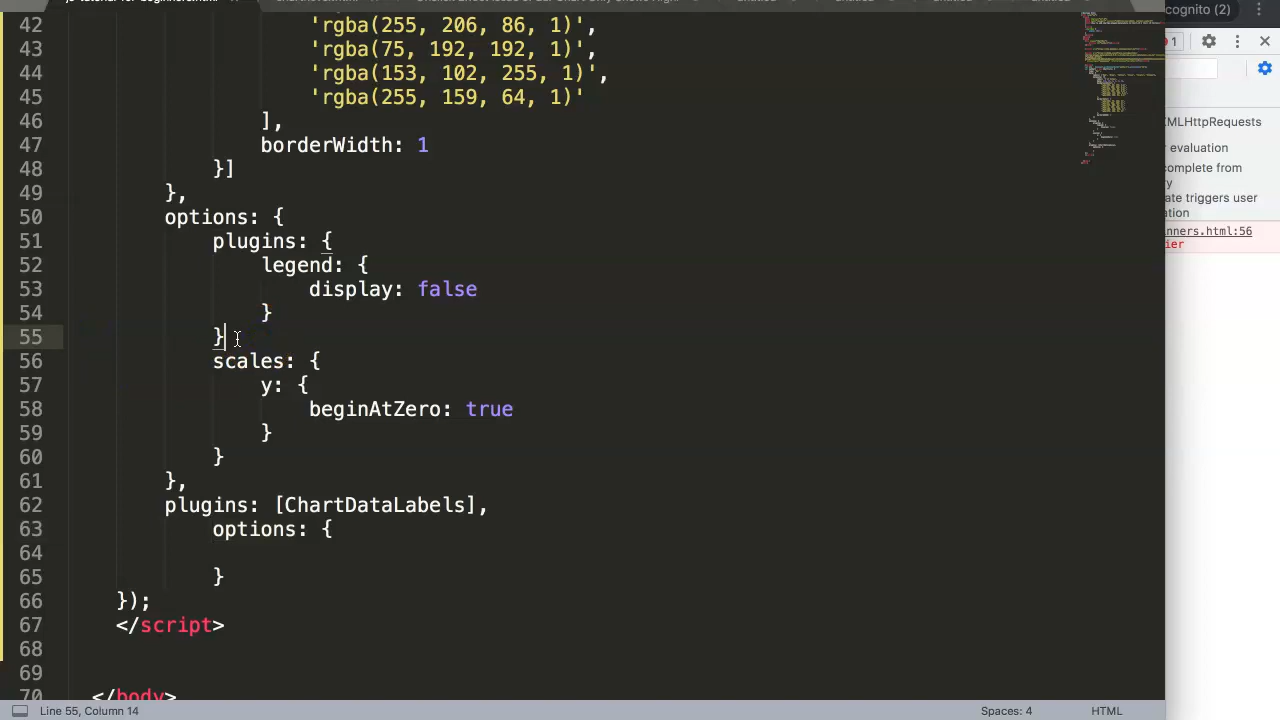 cognito (2)
42 'rgba(255, 206, 86, 1)',
43 'rgba(75, 192, 192, 1)',
44 'rgba(153, 102, 255, 1)',
45 'rgba(255, 159, 64, 1)'
46 ],
47 borderWidth: 1
48 }]
49 },
50 options: {
51 plugins: {
52 legend: {
53 display: false
54 }
55 }
56 scales: {
57 y: {
58 beginAtZero: true
59 }
60 }
61 },
62 plugins: [ChartDataLabels],
63 options: {
64
65 }
66 });
67 </script>
68
69
70 </body>
1
MLHttpRequests
r evaluation
complete from
ry
ate triggers user
ation
nners.html:56
ier
Line 55, Column 14
Spaces: 4
HTML